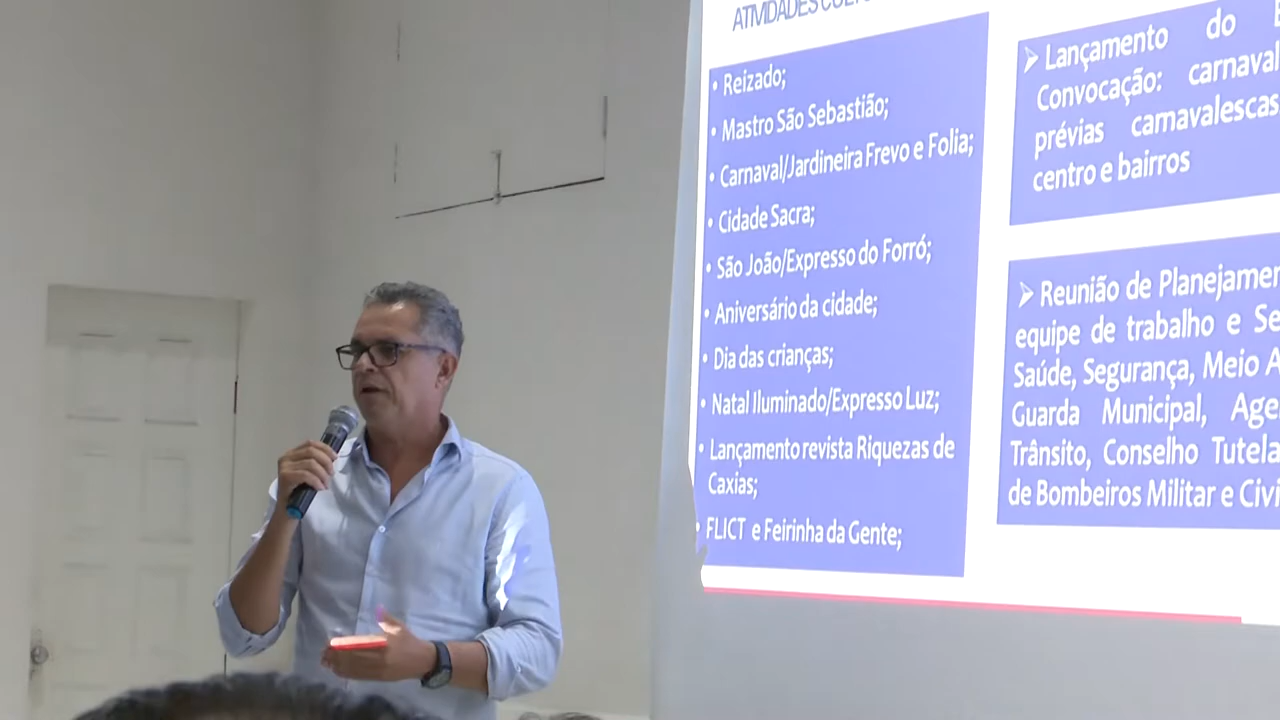 ATIVIDADES
• Reizado;
• Mastro São Sebastião;
• Carnaval/Jardineira Frevo e Folia;
• Cidade Sacra;
• São João/Expresso do Forró;
• Aniversário da cidade;
• Dia das crianças;
• Natal Iluminado/Expresso Luz;
• Lançamento revista Riquezas de
Caxias;
• FLICT e Feirinha da Gente;
➢ Lançamento do
Convocação: carnaval
prévias carnavalescas
centro e bairros
➢ Reunião de Planejamen
equipe de trabalho e Se
Saúde, Segurança, Meio A
Guarda Municipal, Age
Trânsito, Conselho Tutela
de Bombeiros Militar e Civi